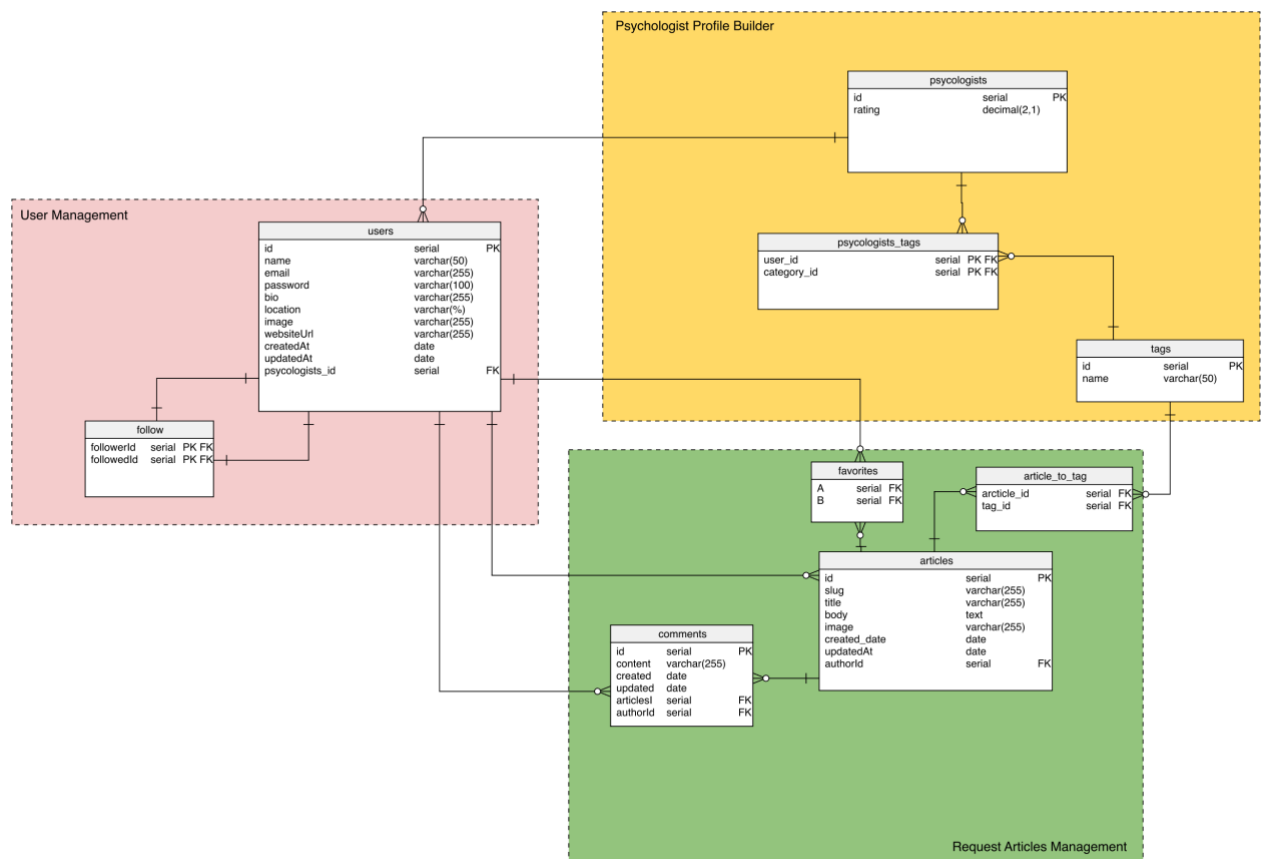 Psychologist Profile Builder
psycologists
id serial PK
rating decimal(2,1)
User Management
users
id serial PK
name varchar(50)
email varchar(255)
password varchar(100)
bio varchar(255)
location varchar(%)
image varchar(255)
websiteUrl varchar(255)
createdAt date
updatedAt date
psycologists_id serial FK
psycologists_tags
user_id serial PK FK
category_id serial PK FK
tags
id serial PK
name varchar(50)
follow
followerId serial PK FK
followedId serial PK FK
favorites
A serial FK
B serial FK
article_to_tag
arcticle_id serial FK
tag_id serial FK
articles
id serial PK
slug varchar(255)
title varchar(255)
body text
image varchar(255)
created_date date
updatedAt date
authorId serial FK
comments
id serial PK
content varchar(255)
created date
updated date
articlesI serial FK
authorId serial FK
Request Articles Management